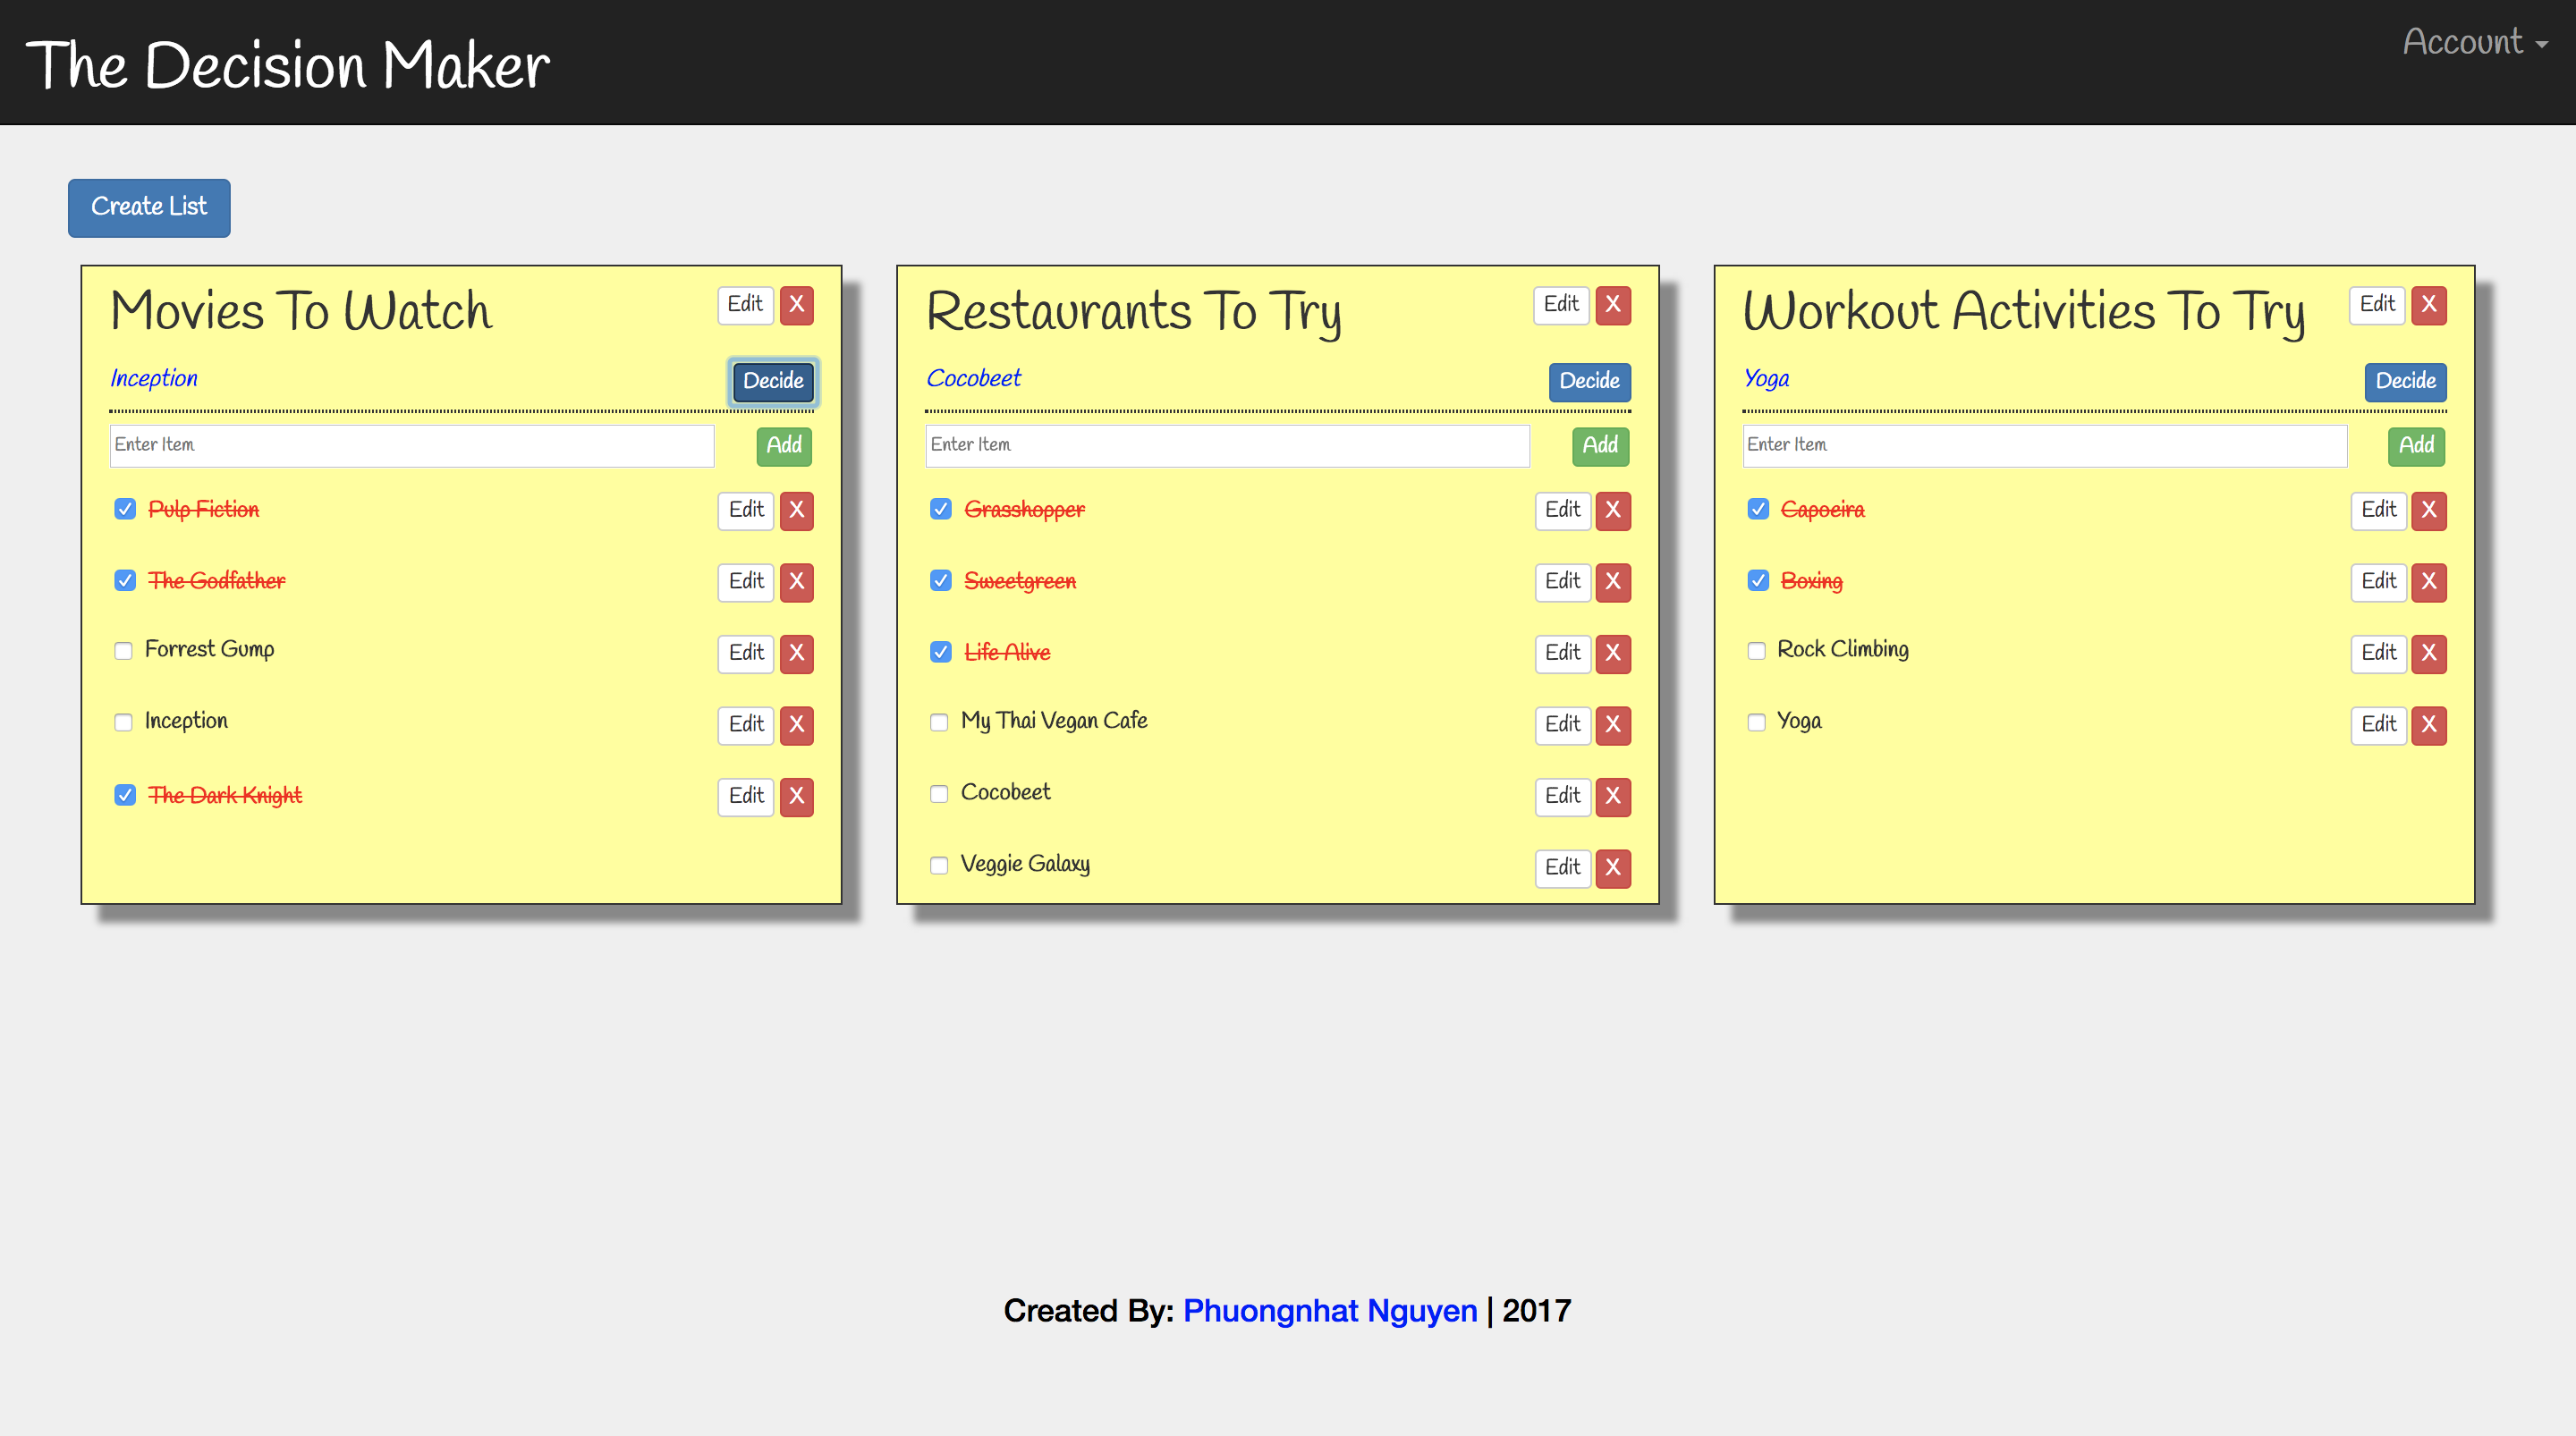 The Decision Maker
Account
Create List
Movies To Watch
Edit X
Inception
Decide
Enter Item
Add
Pulp Fiction
Edit X
The Godfather
Edit X
Forrest Gump
Edit X
Inception
Edit X
The Dark Knight
Edit X
Restaurants To Try
Edit X
Cocobeet
Decide
Enter Item
Add
Grasshopper
Edit X
Sweetgreen
Edit X
Life Alive
Edit X
My Thai Vegan Cafe
Edit X
Cocobeet
Edit X
Veggie Galaxy
Edit X
Workout Activities To Try
Edit X
Yoga
Decide
Enter Item
Add
Capoeira
Edit X
Boxing
Edit X
Rock Climbing
Edit X
Yoga
Edit X
Created By: Phuongnhat Nguyen | 2017